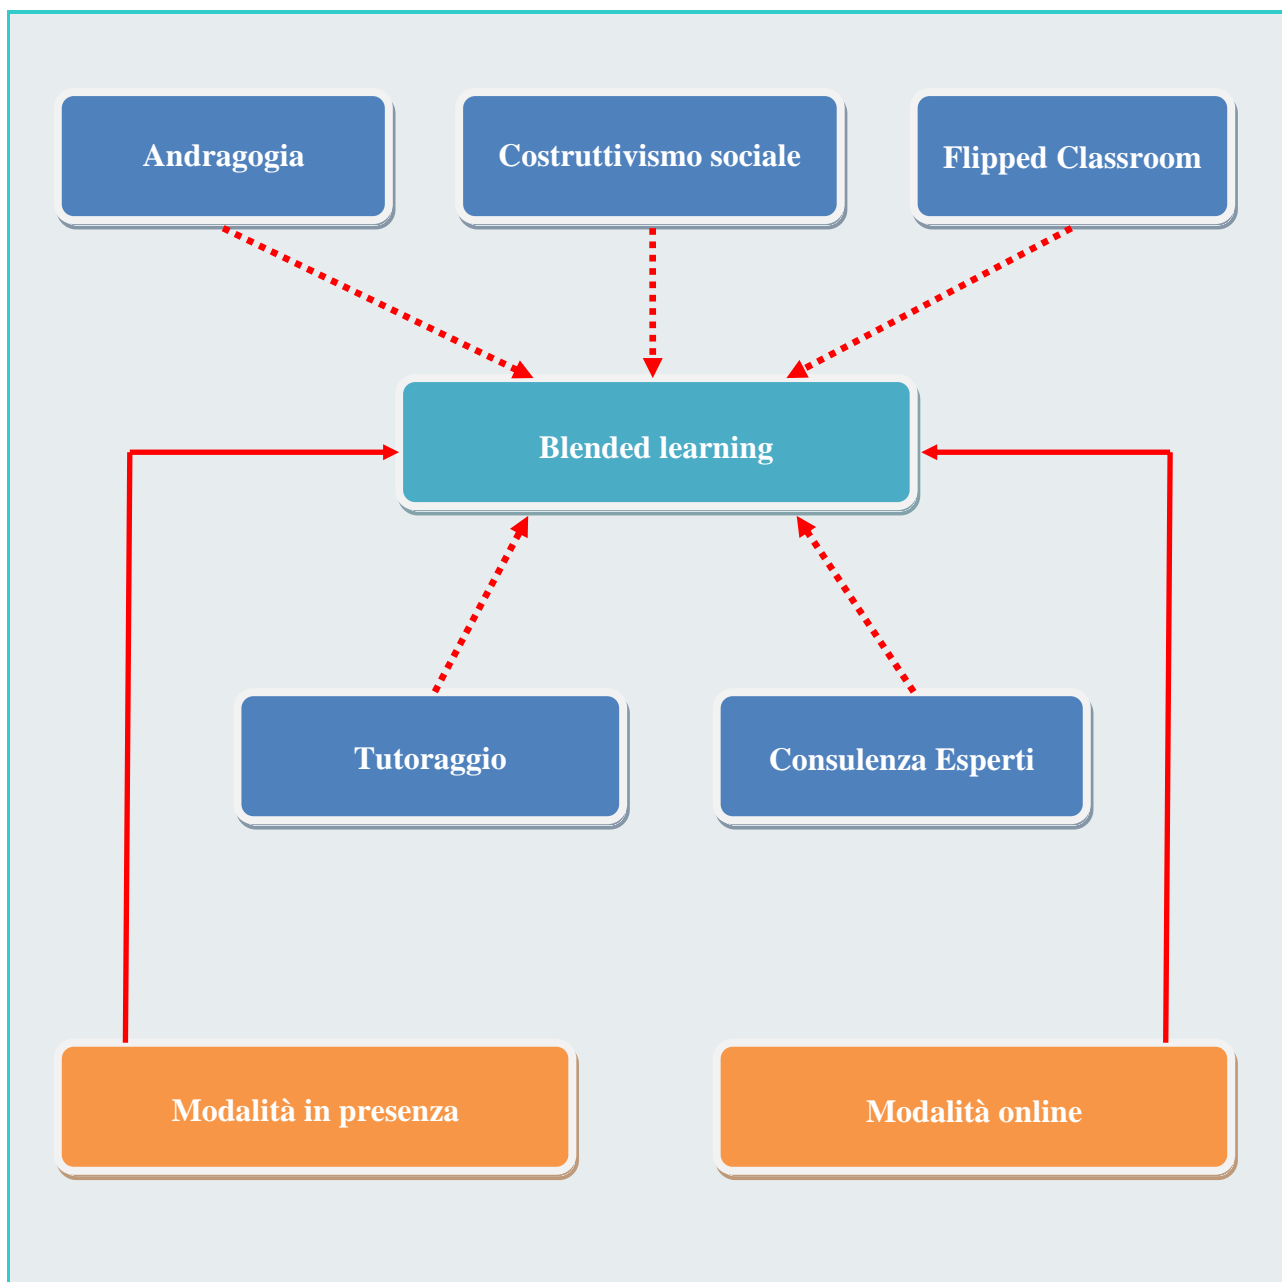 Andragogia
Costruttivismo sociale
Flipped Classroom
Blended learning
Tutoraggio
Consulenza Esperti
Modalità in presenza
Modalità online